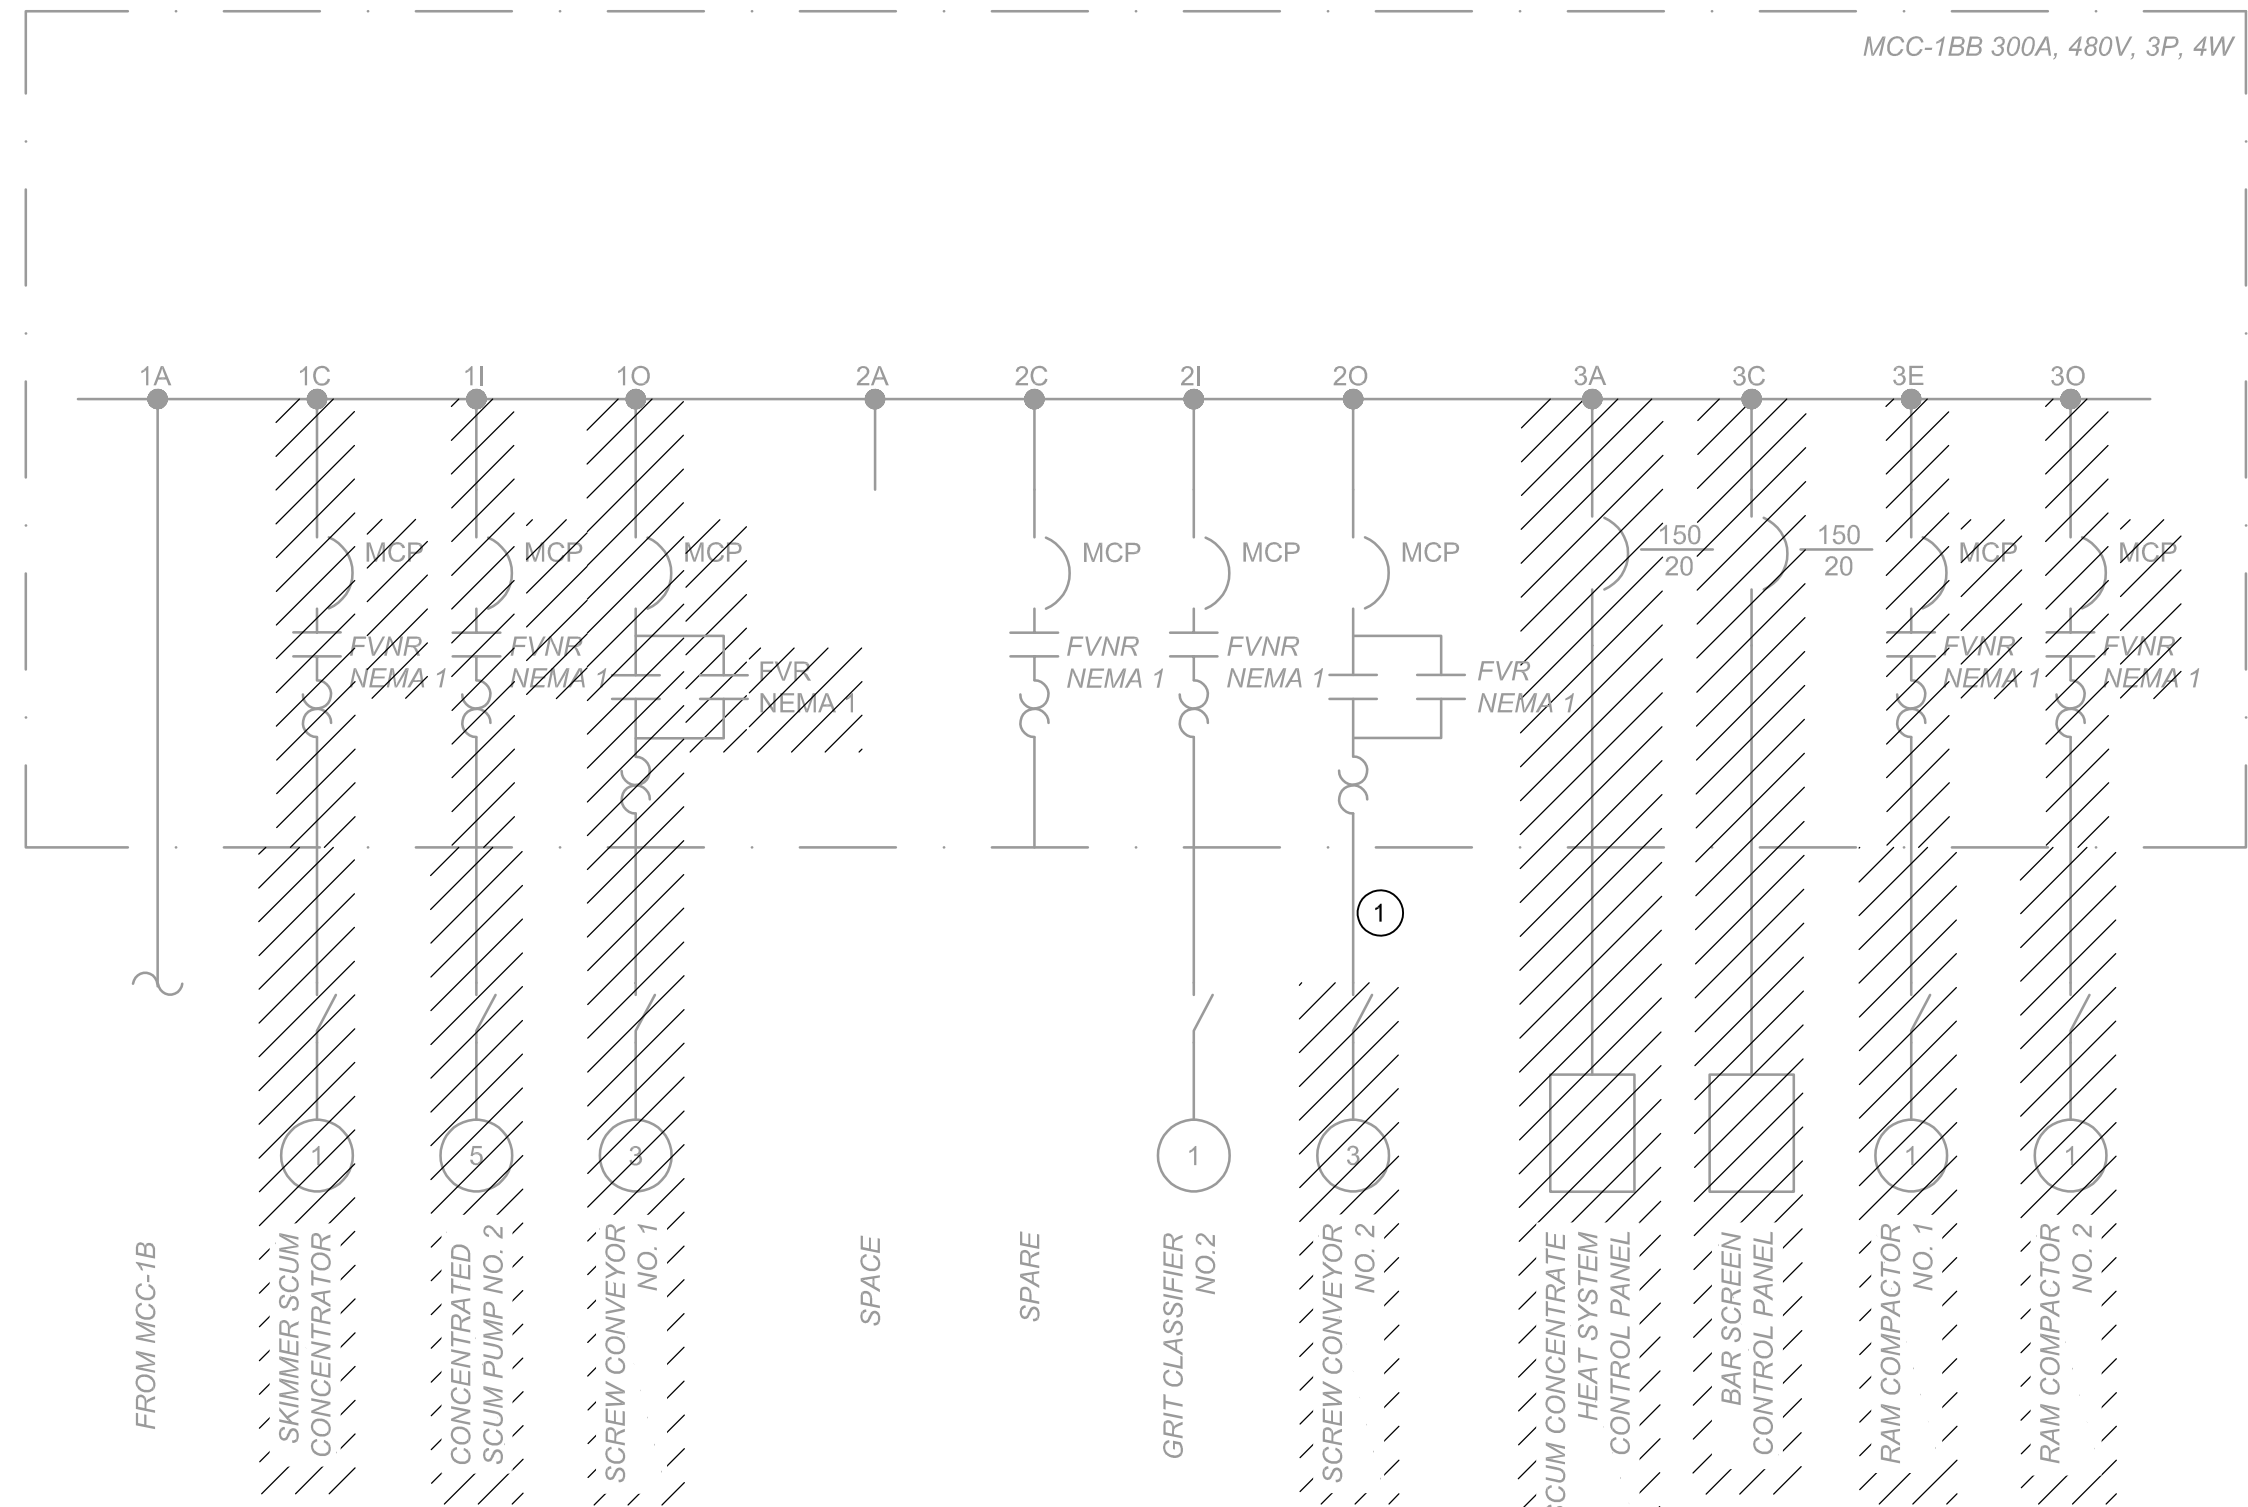 MCC-1BB 300A, 480V, 3P, 4W
1A
1C
1I
1O
2A
2C
2I
2O
3A
3C
3E
3O
MCP
MCP
MCP
MCP
MCP
MCP
150
20
150
20
MCP
MCP
FVNR
NEMA 1
FVNR
NEMA 1
FVR
NEMA 1
FVNR
NEMA 1
FVNR
NEMA 1
FVR
NEMA 1
FVNR
NEMA 1
FVNR
NEMA 1
1
1
5
3
1
3
1
1
FROM MCC-1B
SKIMMER SCUM
CONCENTRATOR
CONCENTRATED
SCUM PUMP NO. 2
SCREW CONVEYOR
NO. 1
SPACE
SPARE
GRIT CLASSIFIER
NO.2
SCREW CONVEYOR
NO. 2
SCUM CONCENTRATE
HEAT SYSTEM
CONTROL PANEL
BAR SCREEN
CONTROL PANEL
RAM COMPACTOR
NO. 1
RAM COMPACTOR
NO. 2